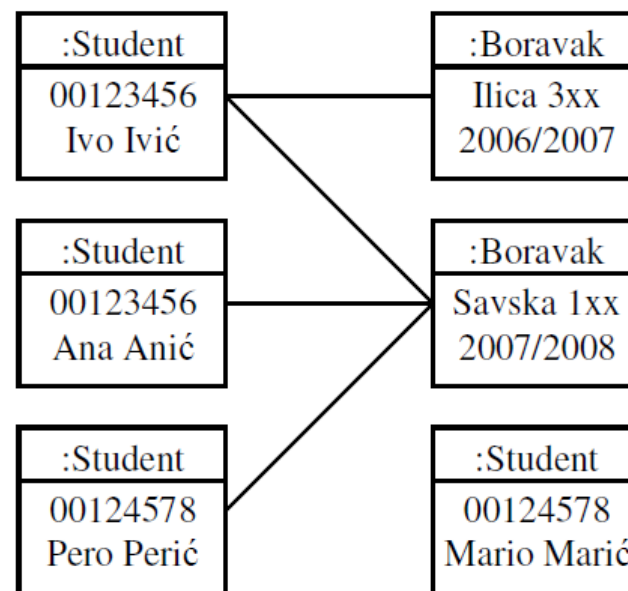 :Student
00123456
Ivo Ivić
:Boravak
Ilica 3xx
2006/2007
:Student
00123456
Ana Anić
:Boravak
Savska 1xx
2007/2008
:Student
00124578
Pero Perić
:Student
00124578
Mario Marić